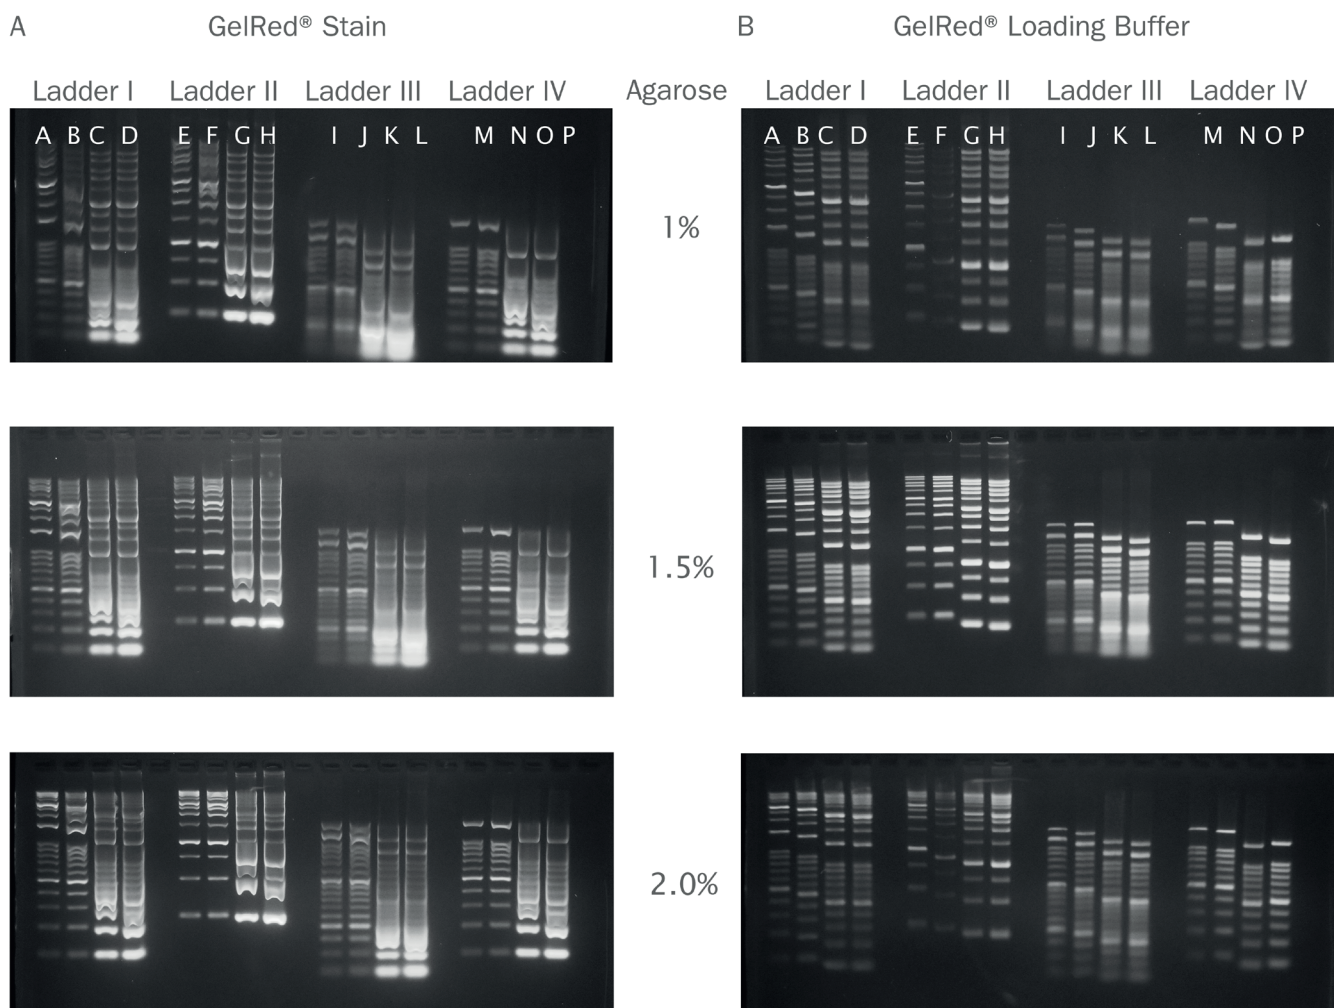 A GelRed® Stain B GelRed® Loading Buffer
Ladder I Ladder II Ladder III Ladder IV Agarose Ladder I Ladder II Ladder III Ladder IV
A B C D E F G H I J K L M N O P A B C D E F G H I J K L M N O P
1%
1.5%
2.0%